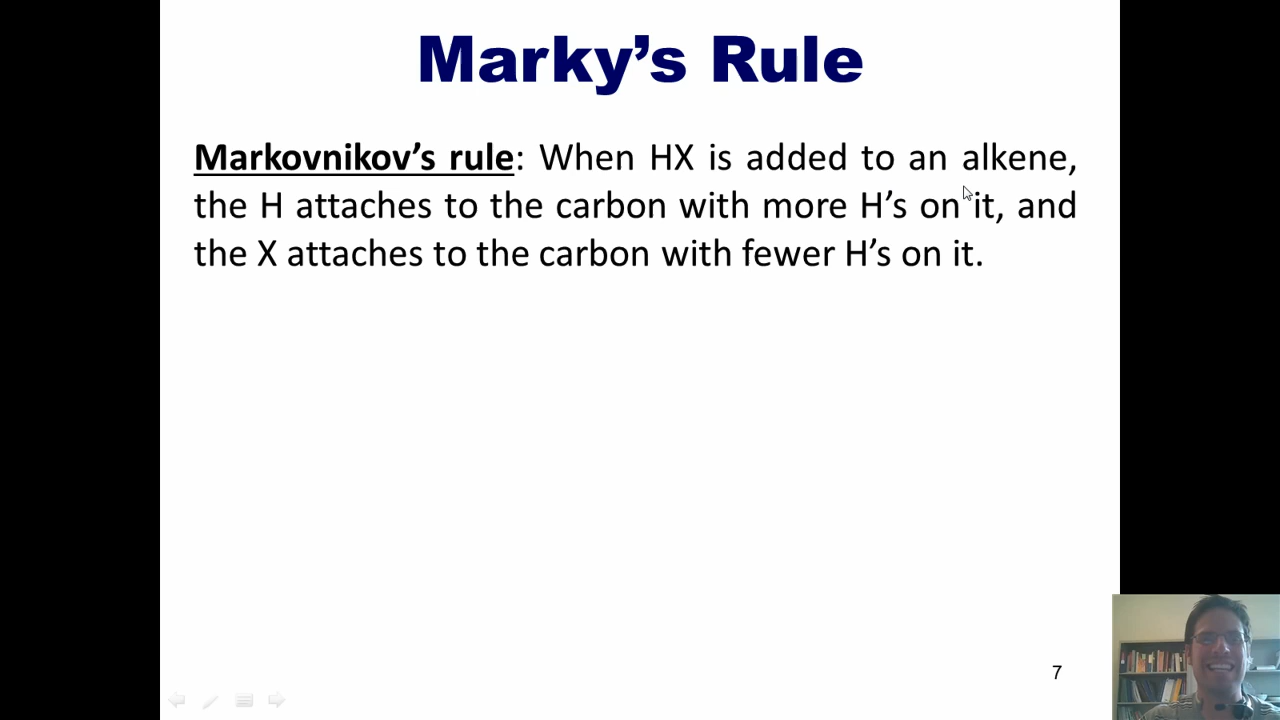 Marky’s Rule
Markovnikov’s rule: When HX is added to an alkene,
the H attaches to the carbon with more H’s on it, and
the X attaches to the carbon with fewer H’s on it.
7